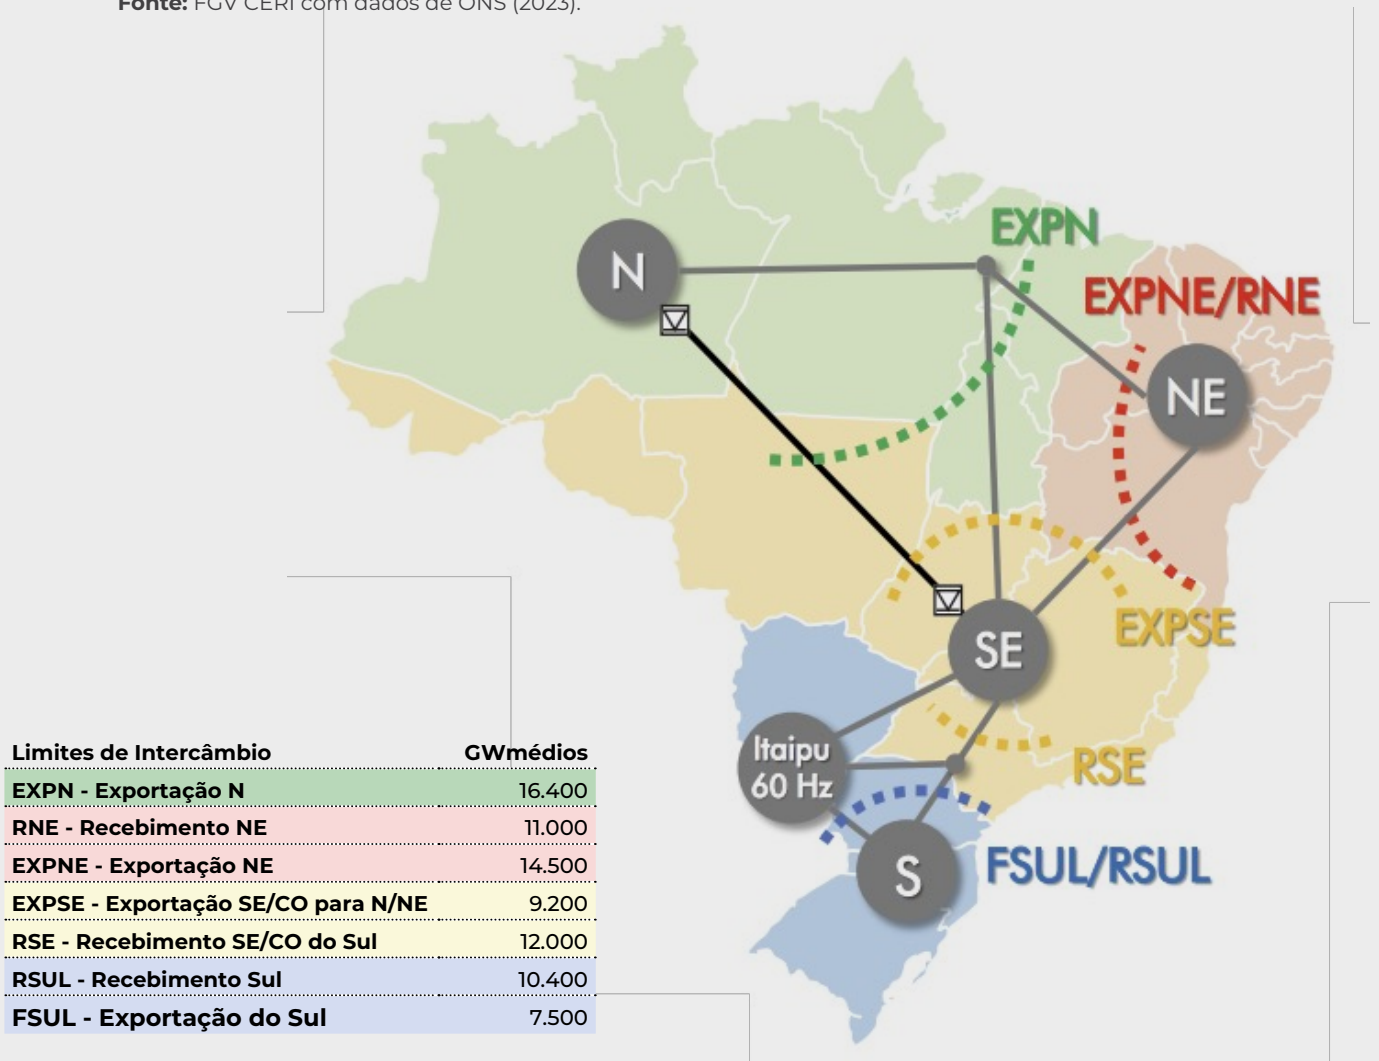 Fonte: FGV CERI com dados de ONS (2023).
EXPN
N
EXPNE/RNE
NE
EXPSE
SE
Itaipu
60 Hz
RSE
S
FSUL/RSUL
Limites de Intercâmbio GWmédios
EXPN - Exportação N 16.400
RNE - Recebimento NE 11.000
EXPNE - Exportação NE 14.500
EXPSE - Exportação SE/CO para N/NE 9.200
RSE - Recebimento SE/CO do Sul 12.000
RSUL - Recebimento Sul 10.400
FSUL - Exportação do Sul 7.500